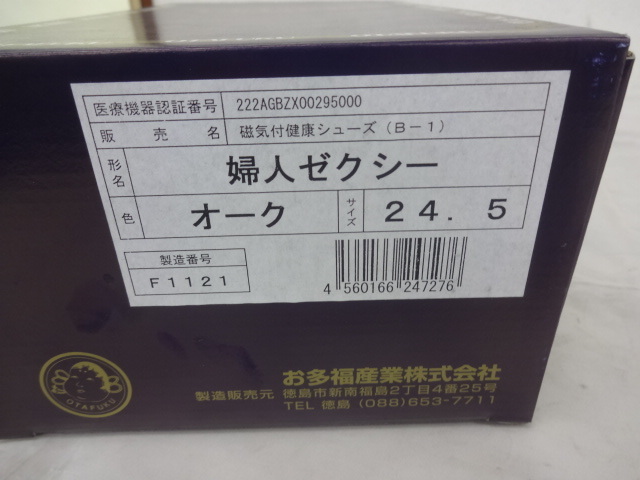 医療機器認証番号 222AGBZX00295000
販売名 磁気付健康シューズ（B－1）
形名 婦人ゼクシー
色 オーク サイズ 24．5
製造番号
F1121
4 560166 247276
OTAFUKU
お多福産業株式会社
製造販売元 徳島市新南福島2丁目4番25号
TEL 徳島 (088)653-7711